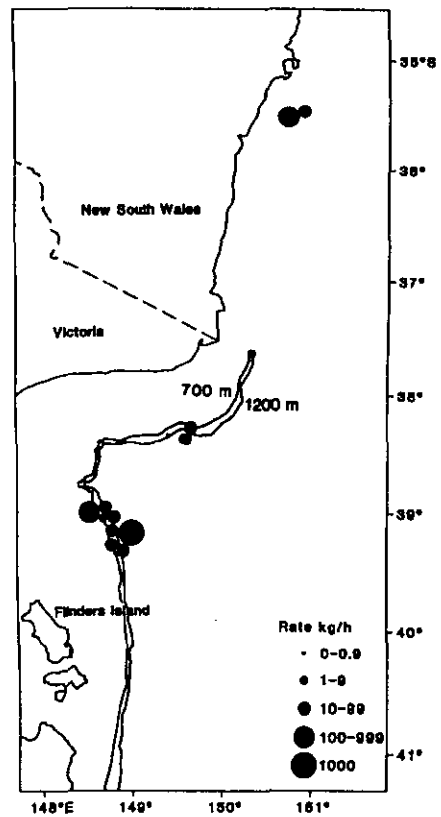 35°S
36°
New South Wales
37°
Victoria
700 m
1200 m
38°
39°
Flinders Island
40°
Rate kg/h
0-0.9
1-9
10-99
100-999
1000
41°
148°E
149°
150°
161°